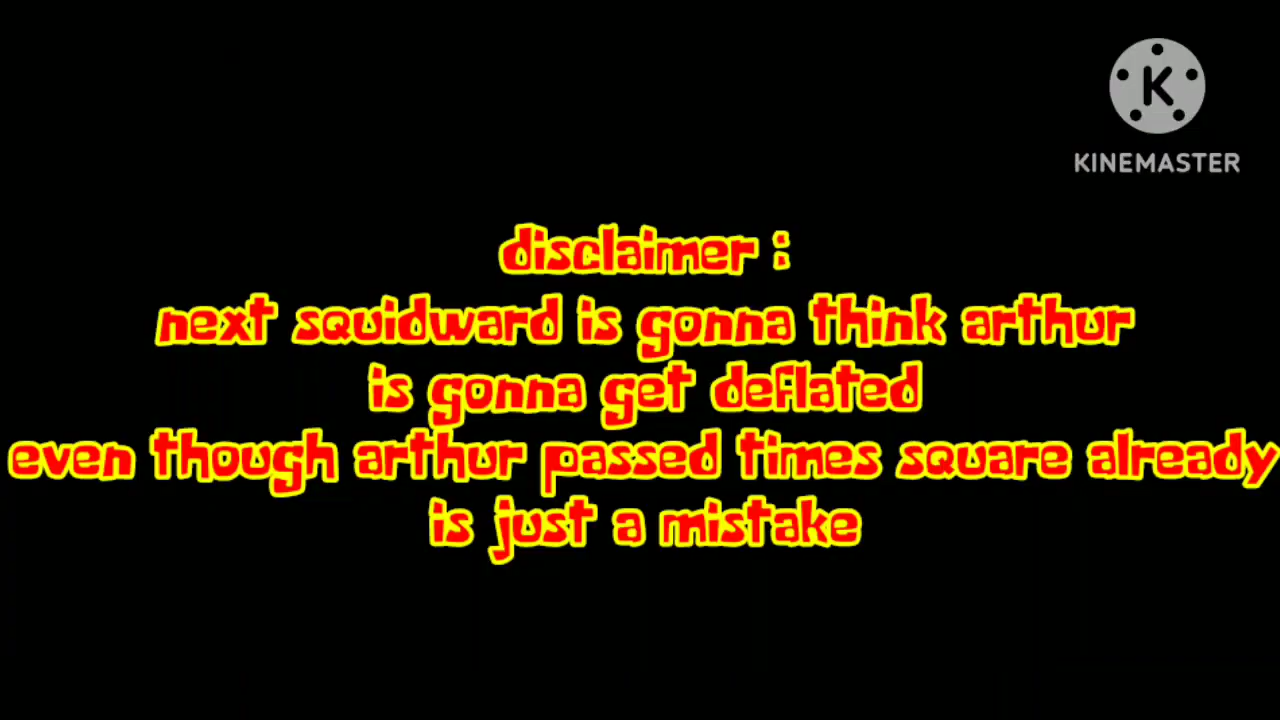 K
KINEMASTER
disclaimer :
next squidward is gonna think arthur
is gonna get deflated
even though arthur passed times square already
is just a mistake